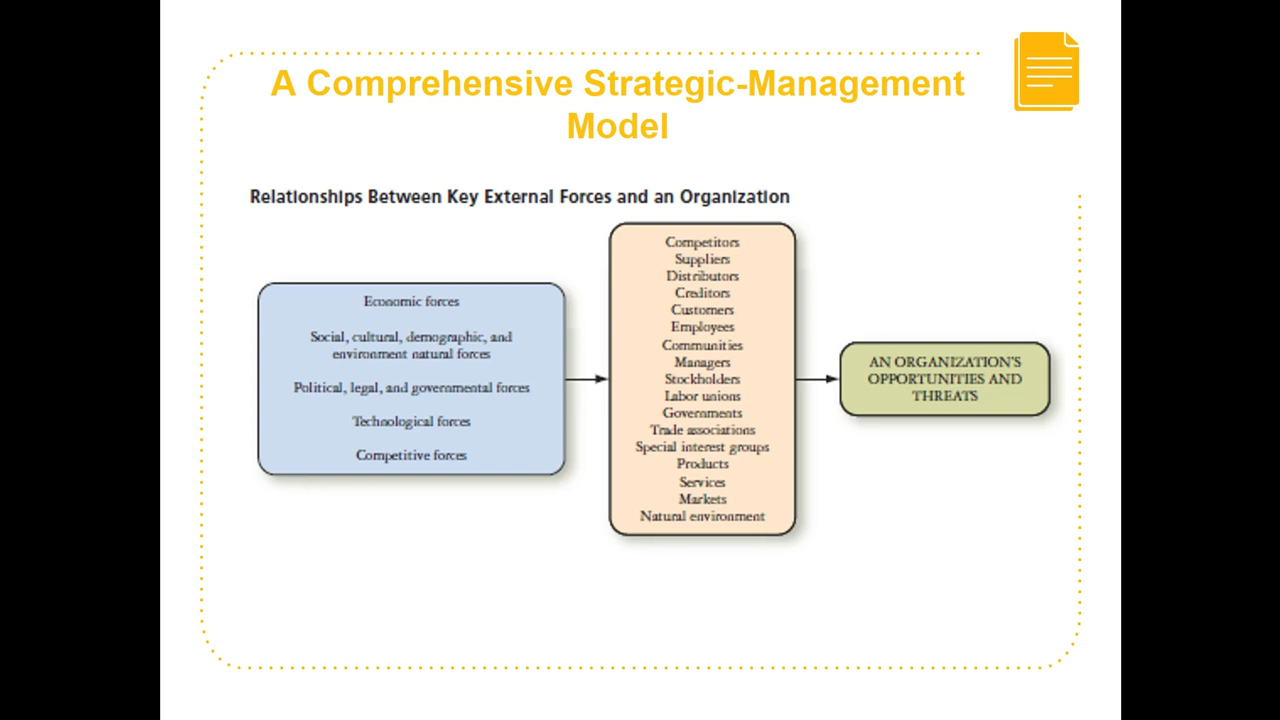 A Comprehensive Strategic-Management
Model
Relationships Between Key External Forces and an Organization
Economic forces
Social, cultural, demographic, and
environment natural forces
Political, legal, and governmental forces
Technological forces
Competitive forces
Competitors
Suppliers
Distributors
Creditors
Customers
Employees
Communities
Managers
Stockholders
Labor unions
Governments
Trade associations
Special interest groups
Products
Services
Markets
Natural environment
AN ORGANIZATION'S
OPPORTUNITIES AND
THREATS